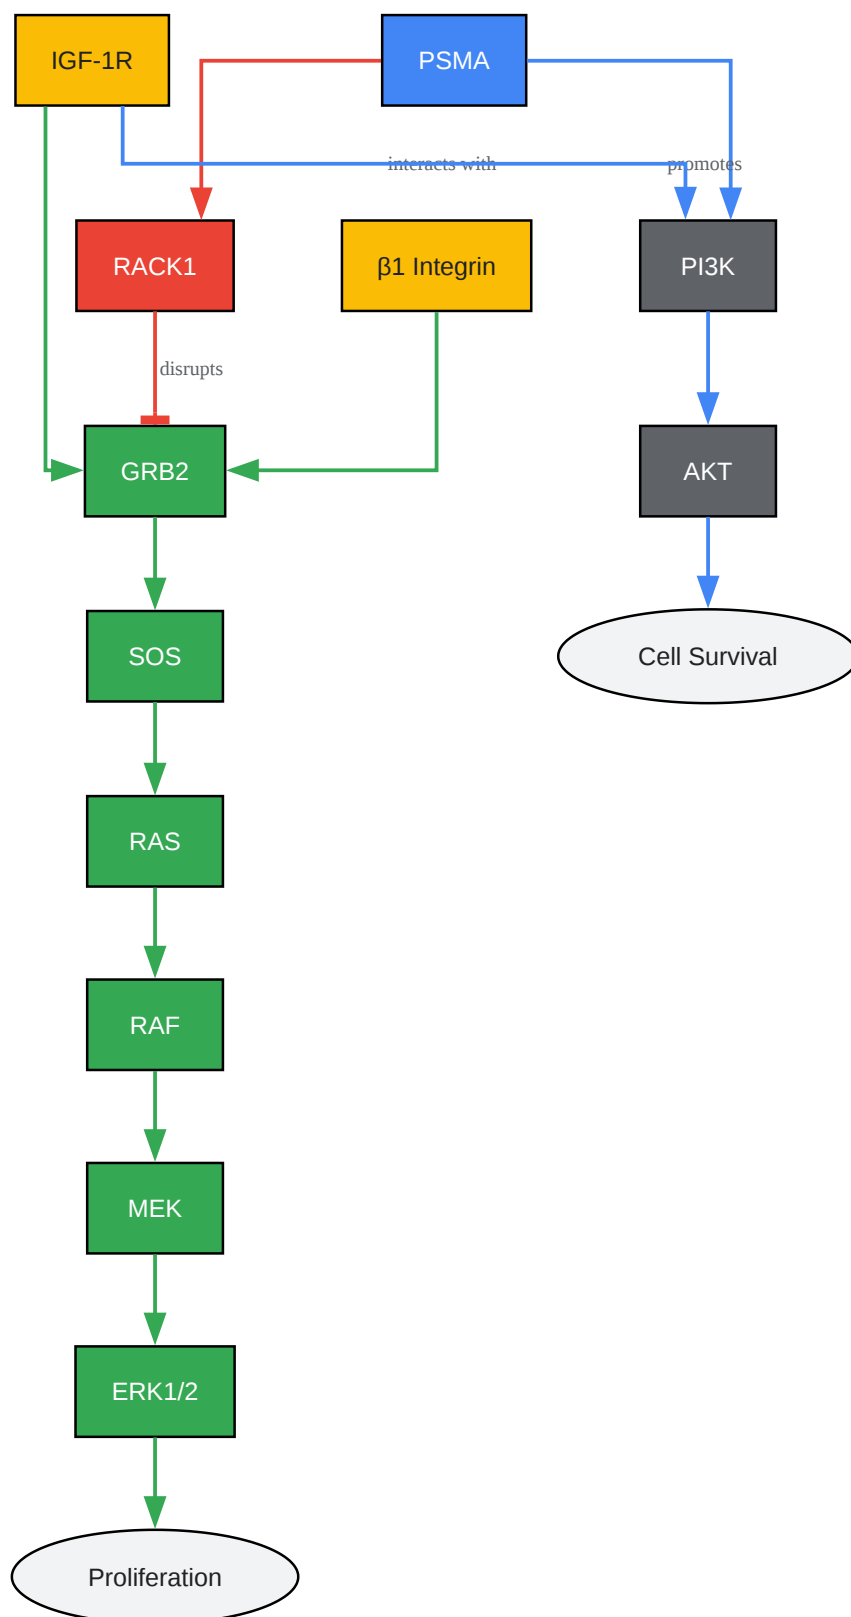 IGF-1R
PSMA
interacts with
promotes
RACK1
β1 Integrin
PI3K
disrupts
GRB2
AKT
SOS
Cell Survival
RAS
RAF
MEK
ERK1/2
Proliferation